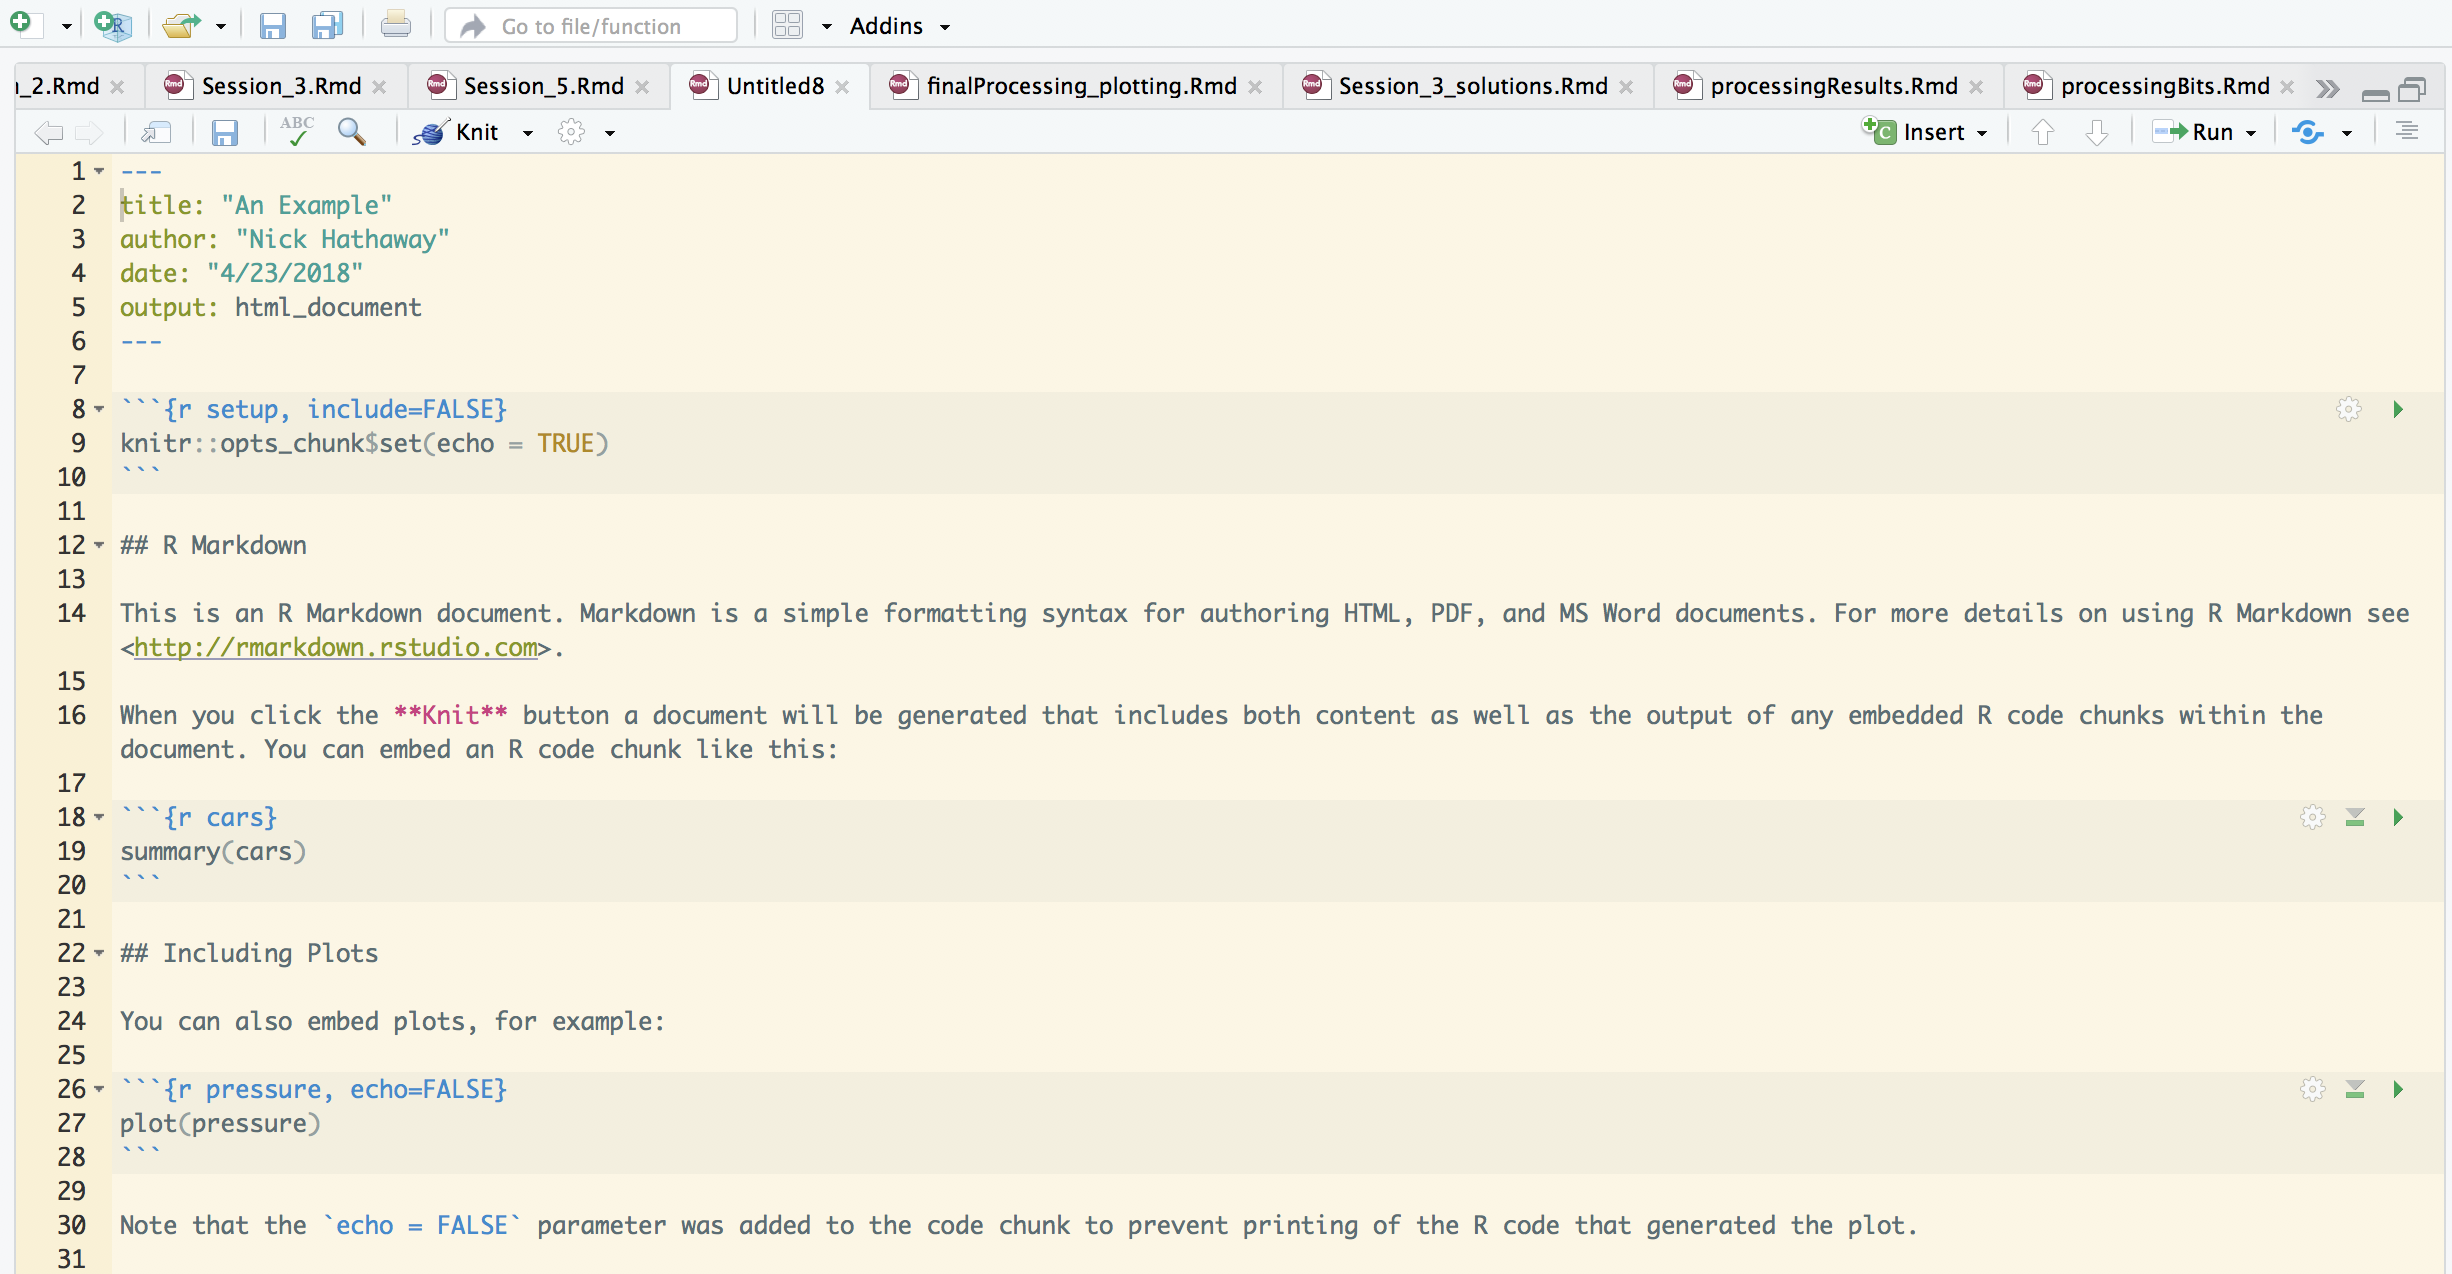 Go to file/function
Addins
_2.Rmd Session_3.Rmd Session_5.Rmd Untitled8 finalProcessing_plotting.Rmd Session_3_solutions.Rmd processingResults.Rmd processingBits.Rmd
ABC Knit Insert Run
1 ---
2 title: "An Example"
3 author: "Nick Hathaway"
4 date: "4/23/2018"
5 output: html_document
6 ---
7
8 ```{r setup, include=FALSE}
9 knitr::opts_chunk$set(echo = TRUE)
10 ```
11
12 ## R Markdown
13
14 This is an R Markdown document. Markdown is a simple formatting syntax for authoring HTML, PDF, and MS Word documents. For more details on using R Markdown see
<http://rmarkdown.rstudio.com>.
15
16 When you click the **Knit** button a document will be generated that includes both content as well as the output of any embedded R code chunks within the
document. You can embed an R code chunk like this:
17
18 ```{r cars}
19 summary(cars)
20 ```
21
22 ## Including Plots
23
24 You can also embed plots, for example:
25
26 ```{r pressure, echo=FALSE}
27 plot(pressure)
28 ```
29
30 Note that the `echo = FALSE` parameter was added to the code chunk to prevent printing of the R code that generated the plot.
31